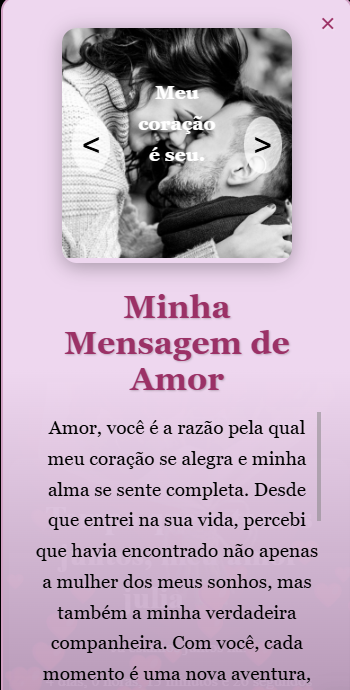 ×
Meu
coração
é seu.
< >
Minha
Mensagem de
Amor
Amor, você é a razão pela qual
meu coração se alegra e minha
alma se sente completa. Desde
que entrei na sua vida, percebi
que havia encontrado não apenas
a mulher dos meus sonhos, mas
também a minha verdadeira
companheira. Com você, cada
momento é uma nova aventura,